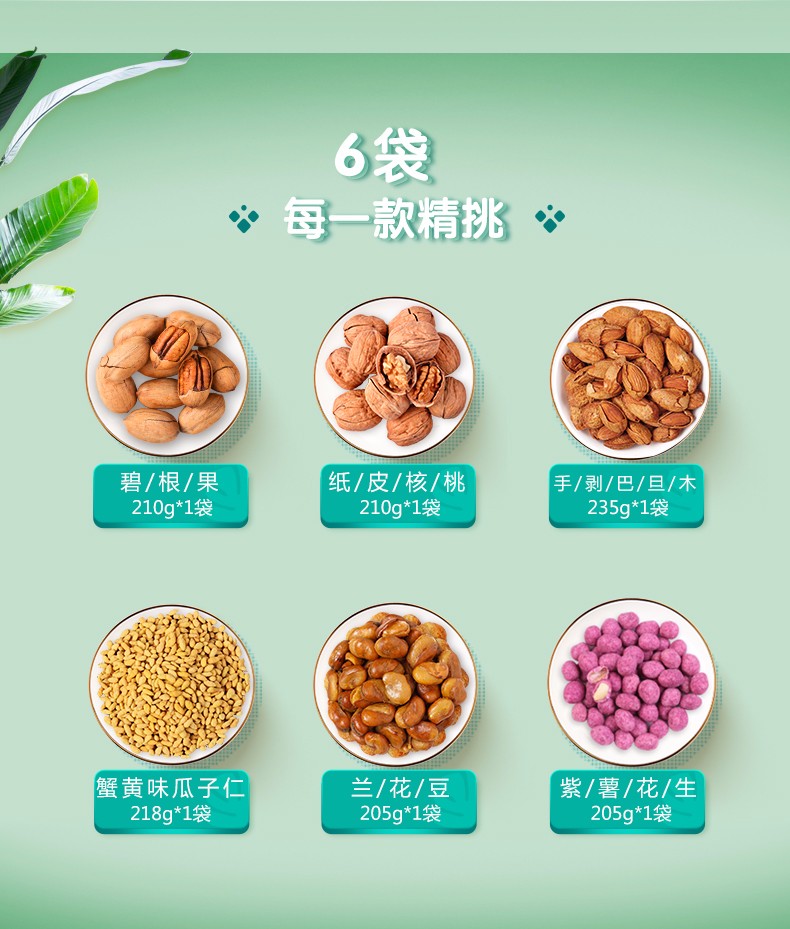 6袋
每一款精挑
碧/根/果
210g*1袋
纸/皮/核/桃
210g*1袋
手/剥/巴/旦/木
235g*1袋
蟹黄味瓜子仁
218g*1袋
兰/花/豆
205g*1袋
紫/薯/花/生
205g*1袋